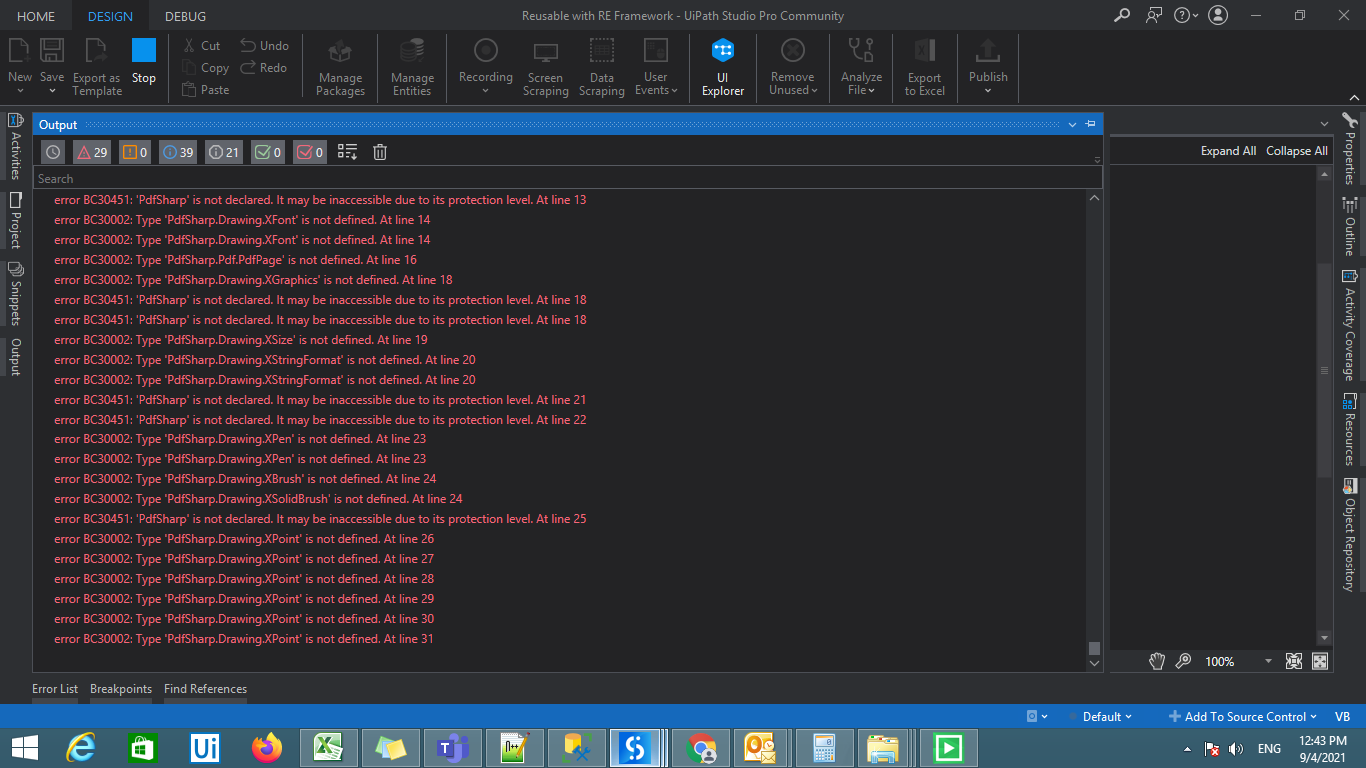 HOME DESIGN DEBUG Reusable with RE Framework - UiPath Studio Pro Community
New Save Export as Template Stop
Cut Undo
Copy Redo
Paste
Manage Packages
Manage Entities
Recording
Screen Scraping
Data Scraping
User Events
UI Explorer
Remove Unused
Analyze File
Export to Excel
Publish
Activities
Project
Snippets
Output
Output
29 0 39 21 0 0
Search
error BC30451: 'PdfSharp' is not declared. It may be inaccessible due to its protection level. At line 13
error BC30002: Type 'PdfSharp.Drawing.XFont' is not defined. At line 14
error BC30002: Type 'PdfSharp.Drawing.XFont' is not defined. At line 14
error BC30002: Type 'PdfSharp.Pdf.PdfPage' is not defined. At line 16
error BC30002: Type 'PdfSharp.Drawing.XGraphics' is not defined. At line 18
error BC30451: 'PdfSharp' is not declared. It may be inaccessible due to its protection level. At line 18
error BC30451: 'PdfSharp' is not declared. It may be inaccessible due to its protection level. At line 18
error BC30002: Type 'PdfSharp.Drawing.XSize' is not defined. At line 19
error BC30002: Type 'PdfSharp.Drawing.XStringFormat' is not defined. At line 20
error BC30002: Type 'PdfSharp.Drawing.XStringFormat' is not defined. At line 20
error BC30451: 'PdfSharp' is not declared. It may be inaccessible due to its protection level. At line 21
error BC30451: 'PdfSharp' is not declared. It may be inaccessible due to its protection level. At line 22
error BC30002: Type 'PdfSharp.Drawing.XPen' is not defined. At line 23
error BC30002: Type 'PdfSharp.Drawing.XPen' is not defined. At line 23
error BC30002: Type 'PdfSharp.Drawing.XBrush' is not defined. At line 24
error BC30002: Type 'PdfSharp.Drawing.XSolidBrush' is not defined. At line 24
error BC30451: 'PdfSharp' is not declared. It may be inaccessible due to its protection level. At line 25
error BC30002: Type 'PdfSharp.Drawing.XPoint' is not defined. At line 26
error BC30002: Type 'PdfSharp.Drawing.XPoint' is not defined. At line 27
error BC30002: Type 'PdfSharp.Drawing.XPoint' is not defined. At line 28
error BC30002: Type 'PdfSharp.Drawing.XPoint' is not defined. At line 29
error BC30002: Type 'PdfSharp.Drawing.XPoint' is not defined. At line 30
error BC30002: Type 'PdfSharp.Drawing.XPoint' is not defined. At line 31
Expand All Collapse All
100%
Properties
Outline
Activity Coverage
Resources
Object Repository
Error List Breakpoints Find References
Default Add To Source Control VB
Ui
ENG
12:43 PM
9/4/2021